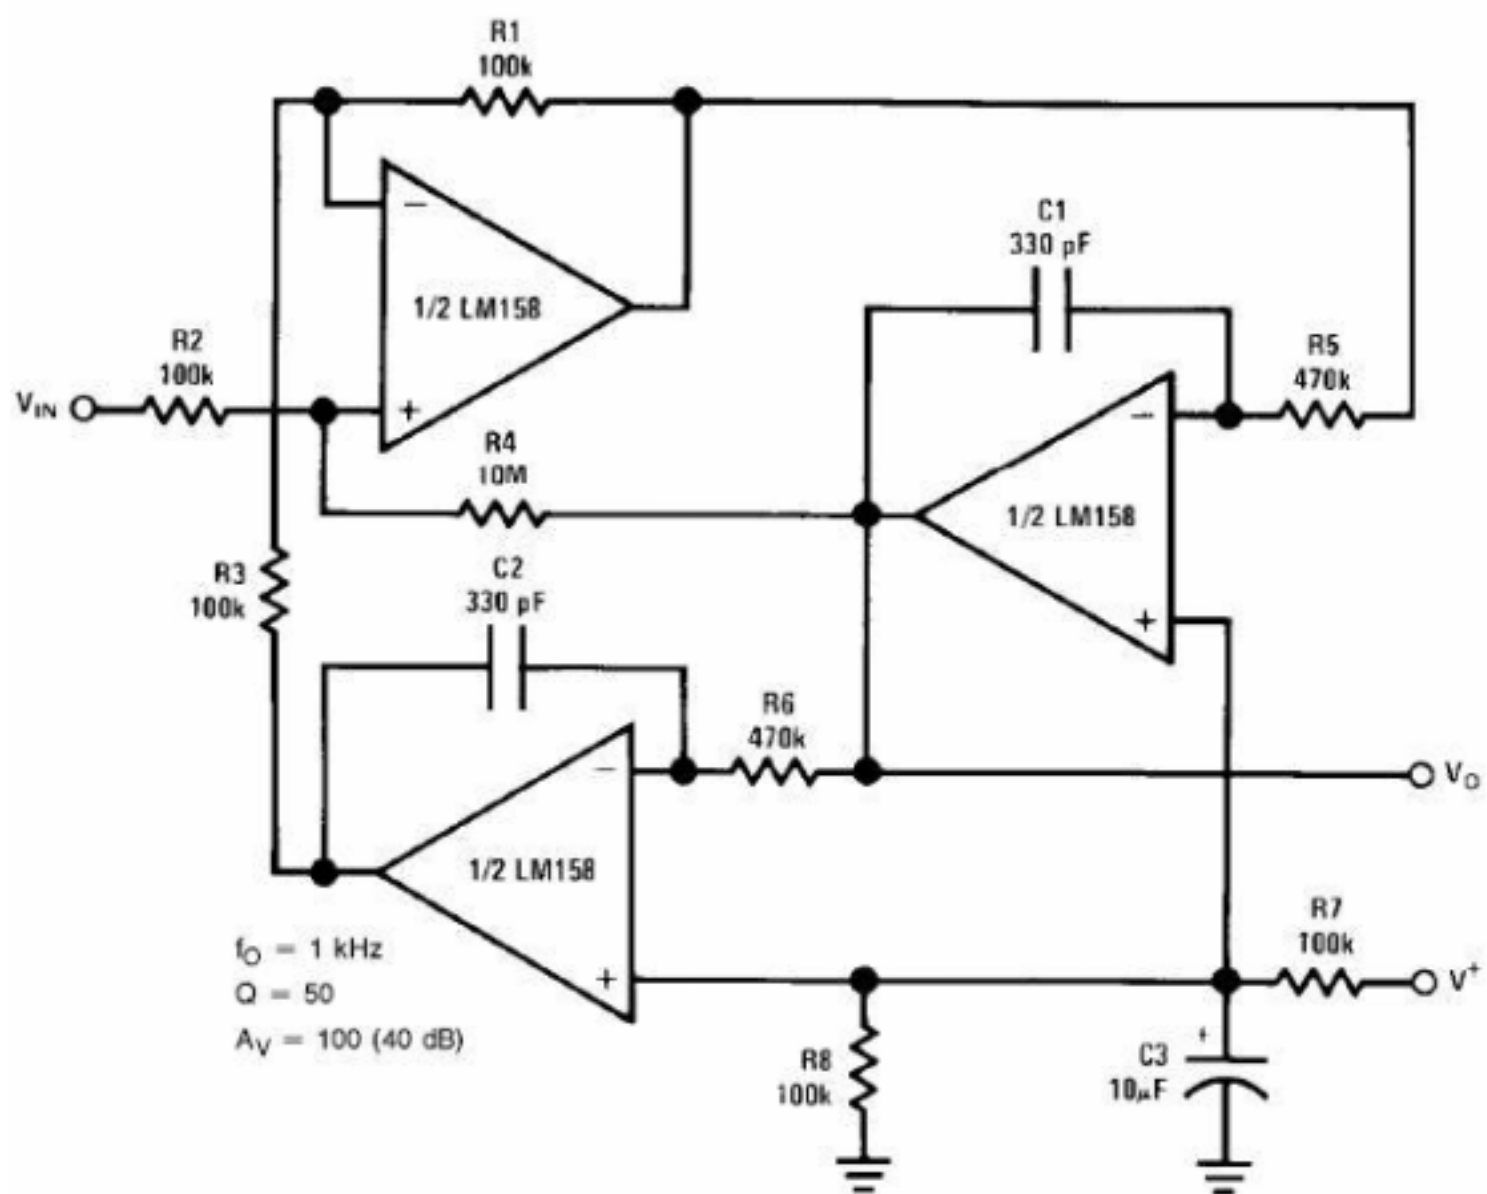 R1
100k
C1
330 pF
1/2 LM158
R2
100k
R5
470k
V_IN
R4
10M
1/2 LM158
C2
330 pF
R3
100k
R6
470k
V_O
1/2 LM158
R7
100k
f_O = 1 kHz
V⁺
Q = 50
A_V = 100 (40 dB)
R8
100k
C3
10μF